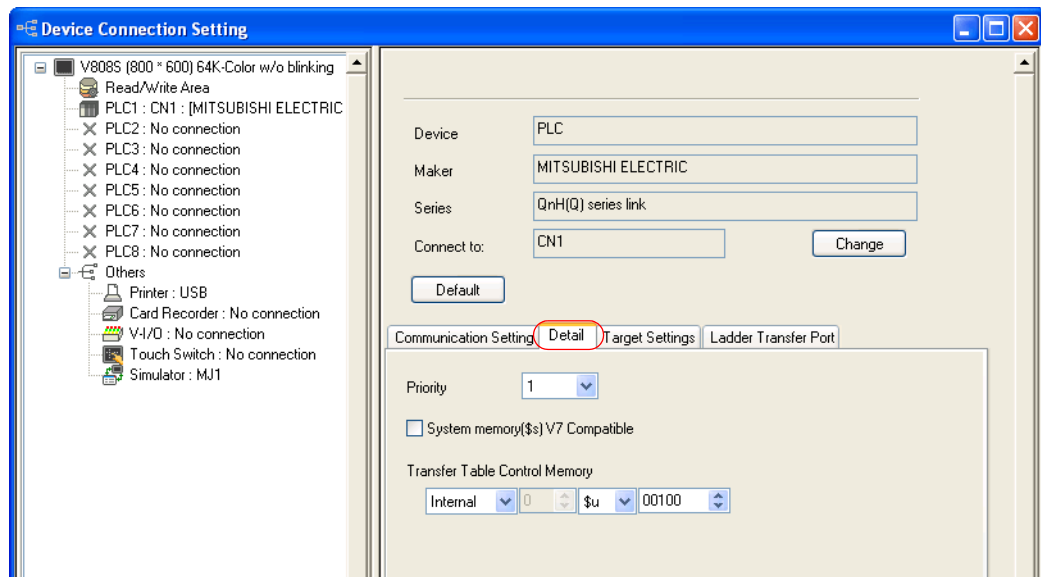 Device Connection Setting
V808S (800 * 600) 64K-Color w/o blinking
Read/Write Area
PLC1 : CN1 : [MITSUBISHI ELECTRIC
PLC2 : No connection
PLC3 : No connection
PLC4 : No connection
PLC5 : No connection
PLC6 : No connection
PLC7 : No connection
PLC8 : No connection
Others
Printer : USB
Card Recorder : No connection
V-I/O : No connection
Touch Switch : No connection
Simulator : MJ1
Device PLC
Maker MITSUBISHI ELECTRIC
Series QnH(Q) series link
Connect to: CN1 Change
Default
Communication Setting Detail Target Settings Ladder Transfer Port
Priority 1
System memory($s) V7 Compatible
Transfer Table Control Memory
Internal 0 $u 00100